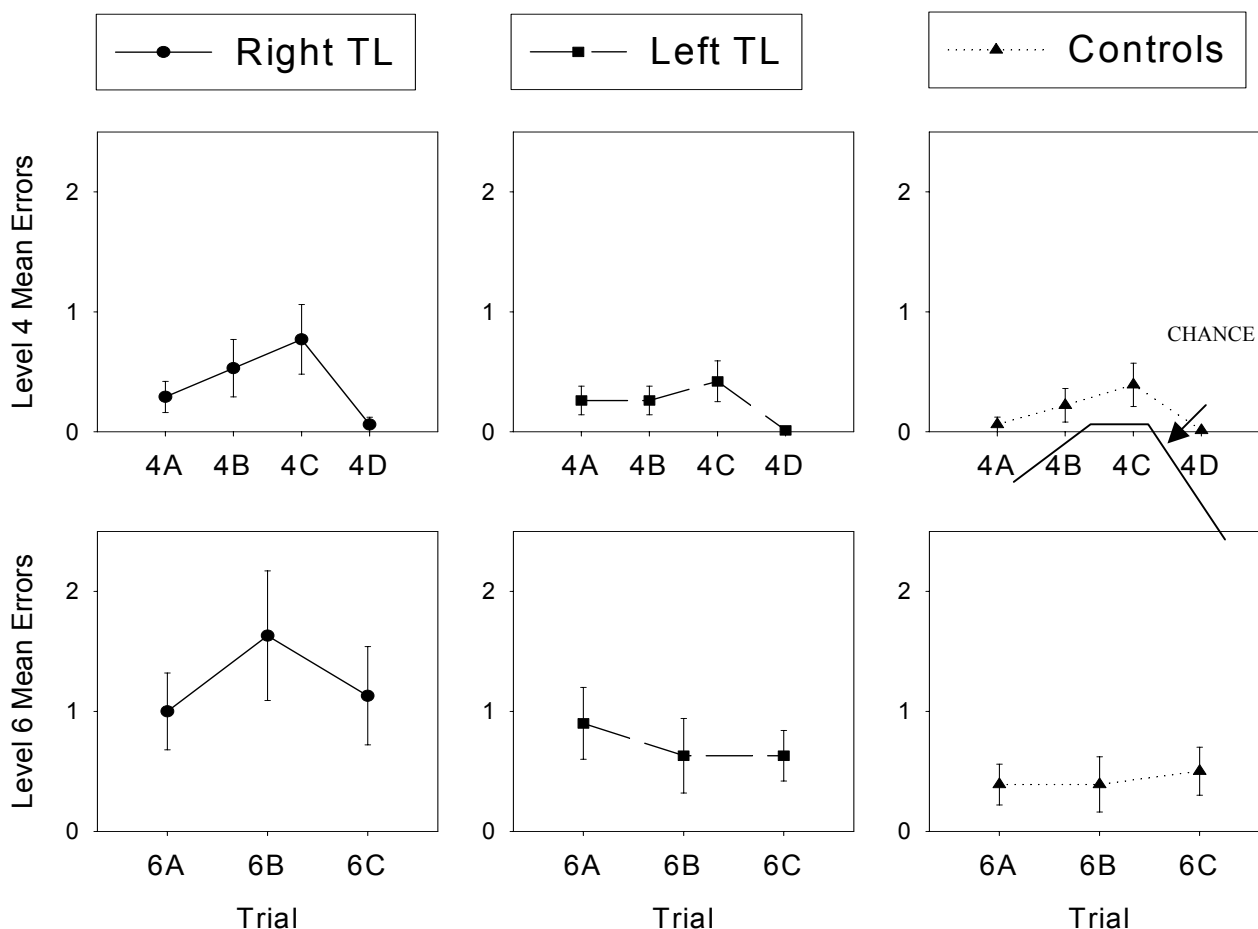 Right TL
Left TL
Controls
Level 4 Mean Errors
2
1
0
4A 4B 4C 4D
2
1
0
4A 4B 4C 4D
2
1
0
CHANCE
4A 4B 4C 4D
Level 6 Mean Errors
2
1
0
6A 6B 6C
Trial
2
1
0
6A 6B 6C
Trial
2
1
0
6A 6B 6C
Trial